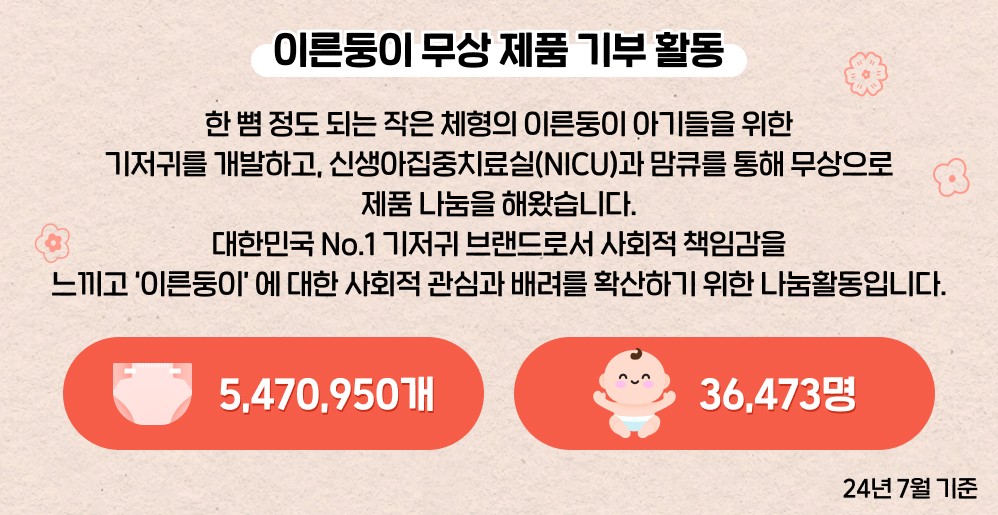 이른둥이 무상 제품 기부 활동
한 뼘 정도 되는 작은 체형의 이른둥이 아기들을 위한
기저귀를 개발하고, 신생아집중치료실(NICU)과 맘큐를 통해 무상으로
제품 나눔을 해왔습니다.
대한민국 No.1 기저귀 브랜드로서 사회적 책임감을
느끼고 '이른둥이' 에 대한 사회적 관심과 배려를 확산하기 위한 나눔활동입니다.
5,470,950개
36,473명
24년 7월 기준